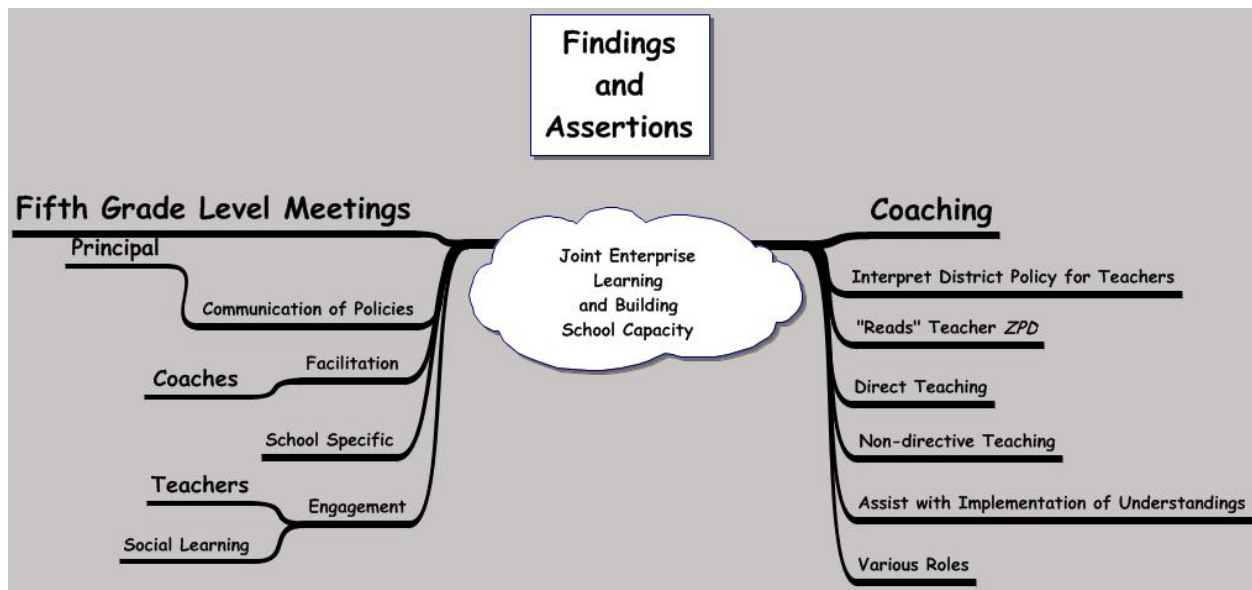 Findings
and
Assertions
Fifth Grade Level Meetings
Principal
Communication of Policies
Facilitation
Coaches
School Specific
Teachers
Engagement
Social Learning
Joint Enterprise
Learning
and Building
School Capacity
Coaching
Interpret District Policy for Teachers
"Reads" Teacher ZPD
Direct Teaching
Non-directive Teaching
Assist with Implementation of Understandings
Various Roles